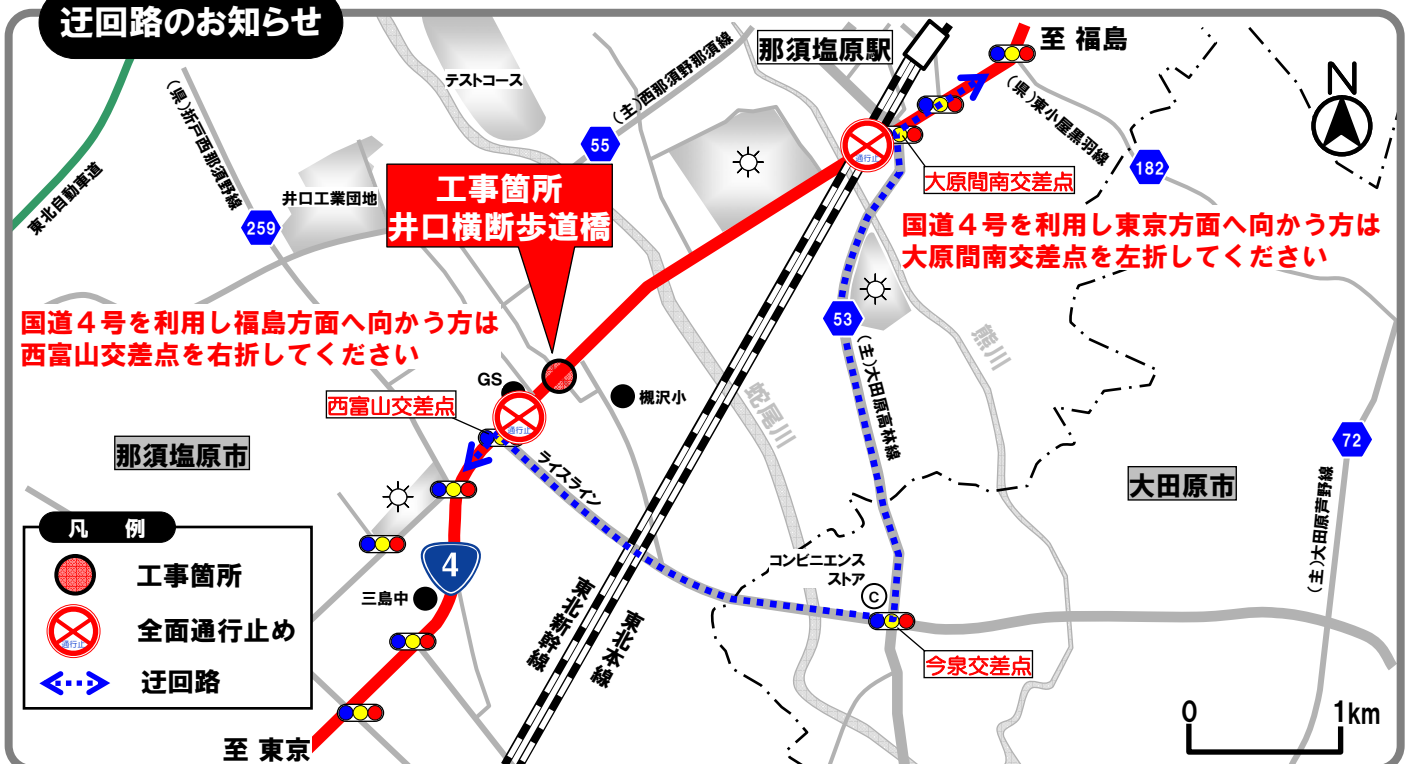 迂回路のお知らせ
至 福島
那須塩原駅
N
テストコース
(主)西那須野那須線
55
(県)折戸西那須野線
東北自動車道
259
井口工業団地
工事箇所
井口横断歩道橋
通行止
大原間南交差点
(県)東小屋黒羽線
182
国道4号を利用し東京方面へ向かう方は
大原間南交差点を左折してください
国道4号を利用し福島方面へ向かう方は
西富山交差点を右折してください
53
(主)大田原高林線
熊川
蛇尾川
GS
槻沢小
西富山交差点
通行止
ライスライン
那須塩原市
大田原市
72
(主)大田原芦野線
凡 例
工事箇所
通行止
全面通行止め
迂回路
4
三島中
コンビニエンス
ストア
C
今泉交差点
東北新幹線
東北本線
至 東京
0 1km